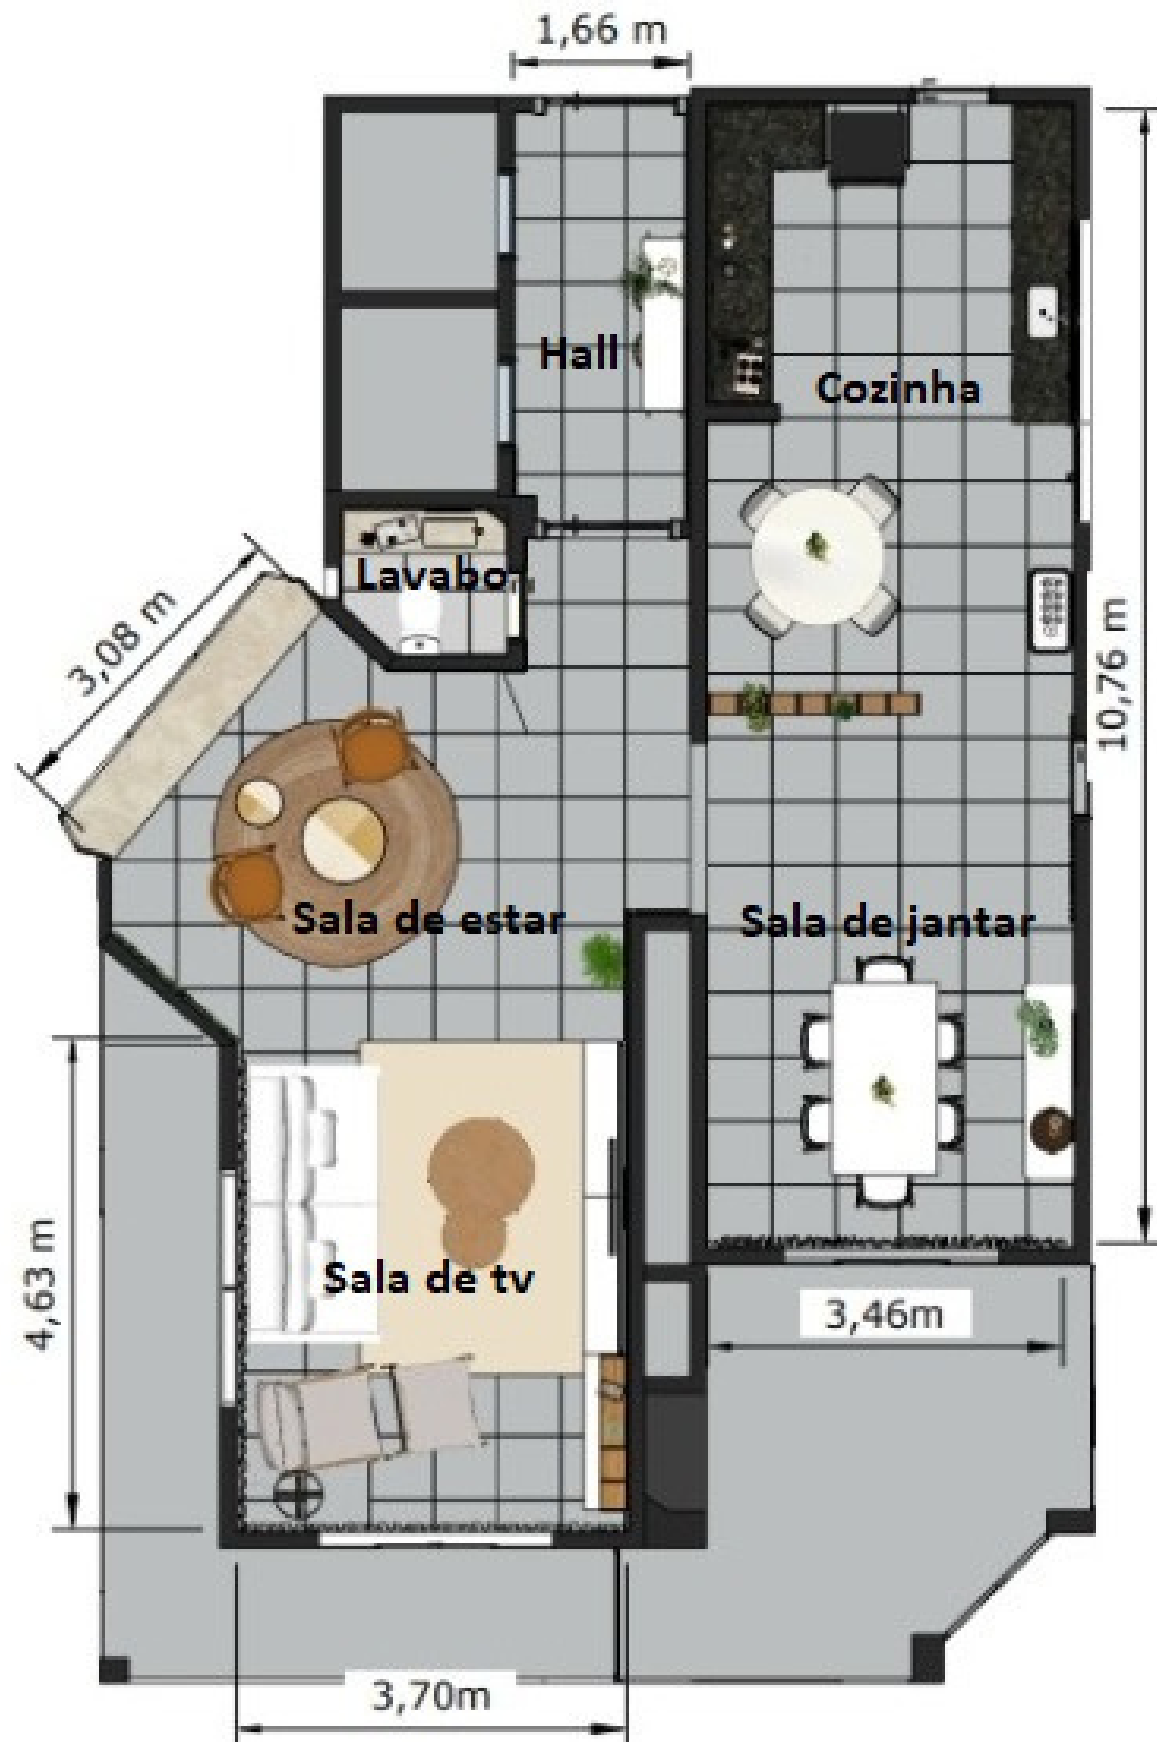 1,66 m
Hall
Cozinha
Lavabo
3,08 m
10,76 m
Sala de estar
Sala de jantar
4,63 m
Sala de tv
3,46m
3,70m